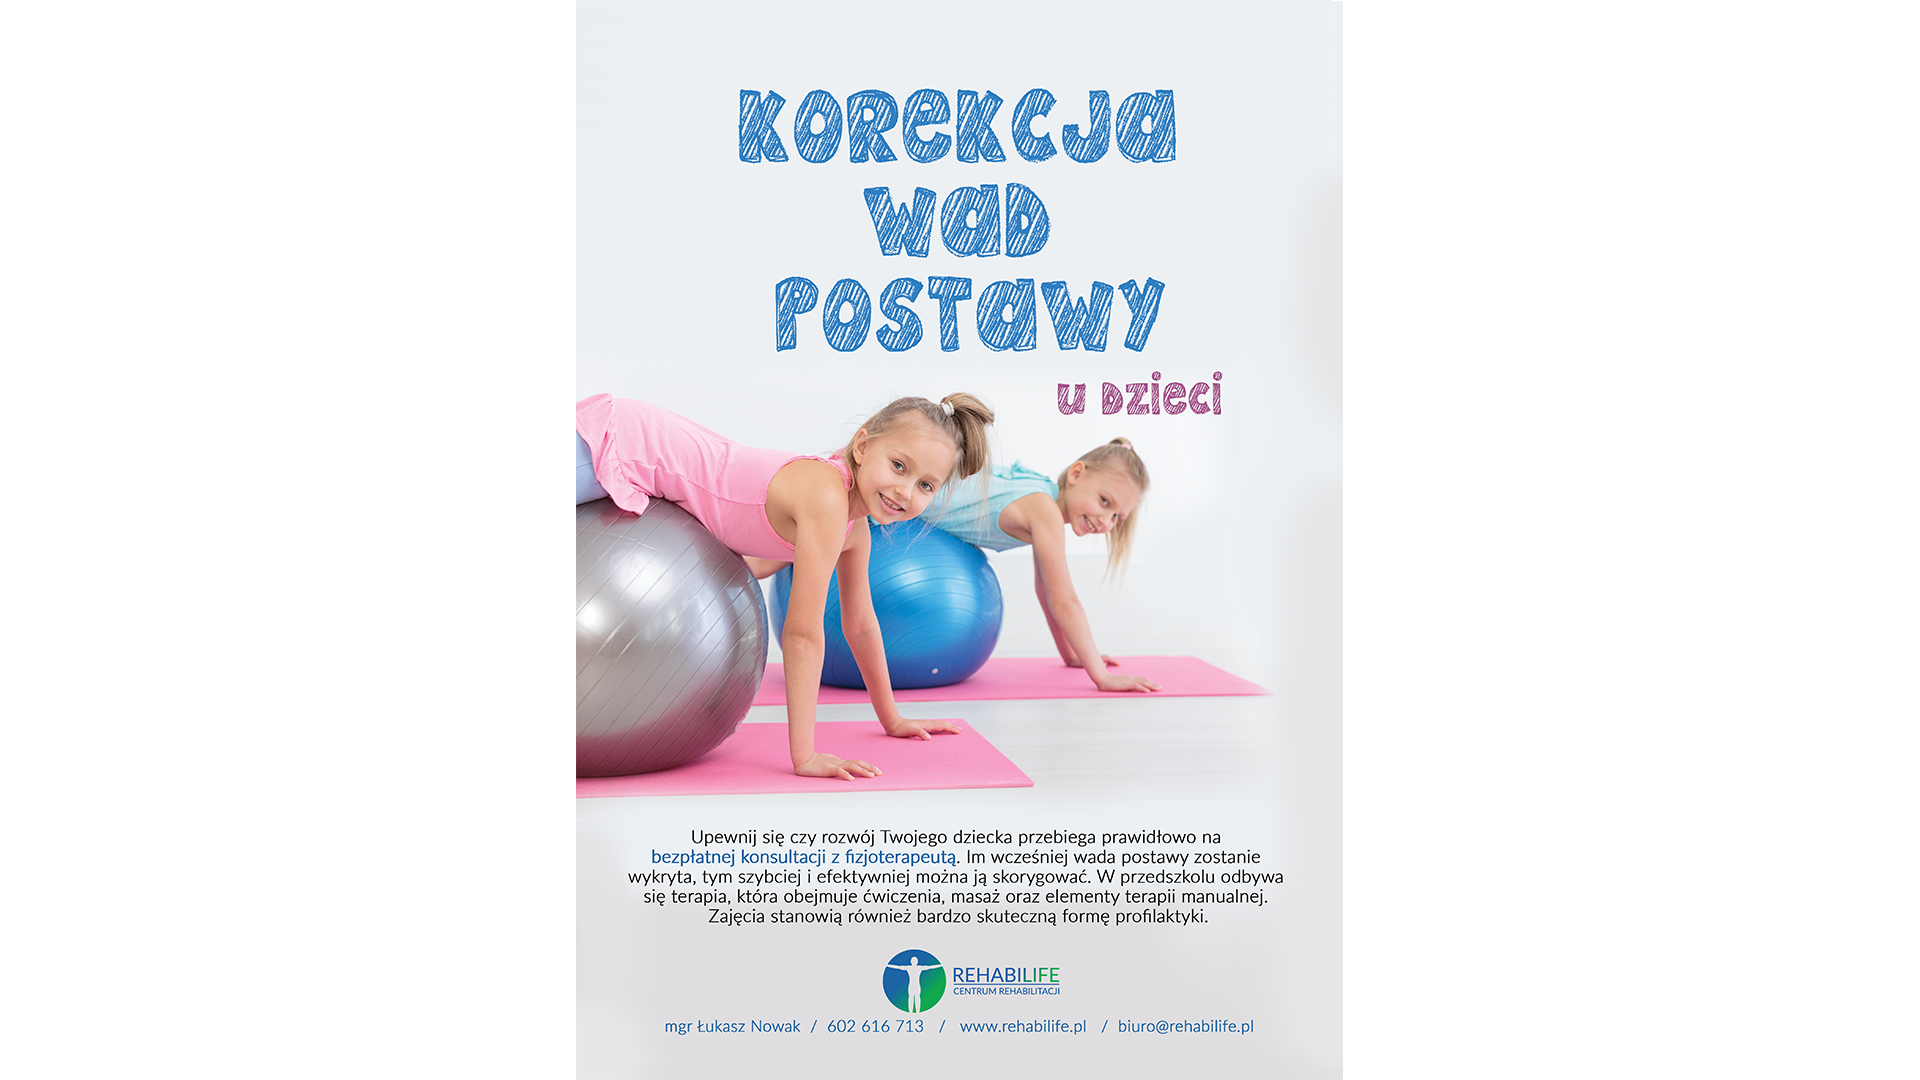 KOREKCJA
WAD
POSTAWY
U DZIECI
Upewnij się czy rozwój Twojego dziecka przebiega prawidłowo na
bezpłatnej konsultacji z fizjoterapeutą. Im wcześniej wada postawy zostanie
wykryta, tym szybciej i efektywniej można ją skorygować. W przedszkolu odbywa
się terapia, która obejmuje ćwiczenia, masaż oraz elementy terapii manualnej.
Zajęcia stanowią również bardzo skuteczną formę profilaktyki.
REHABILIFE
CENTRUM REHABILITACJI
mgr Łukasz Nowak / 602 616 713 / www.rehabilife.pl / biuro@rehabilife.pl